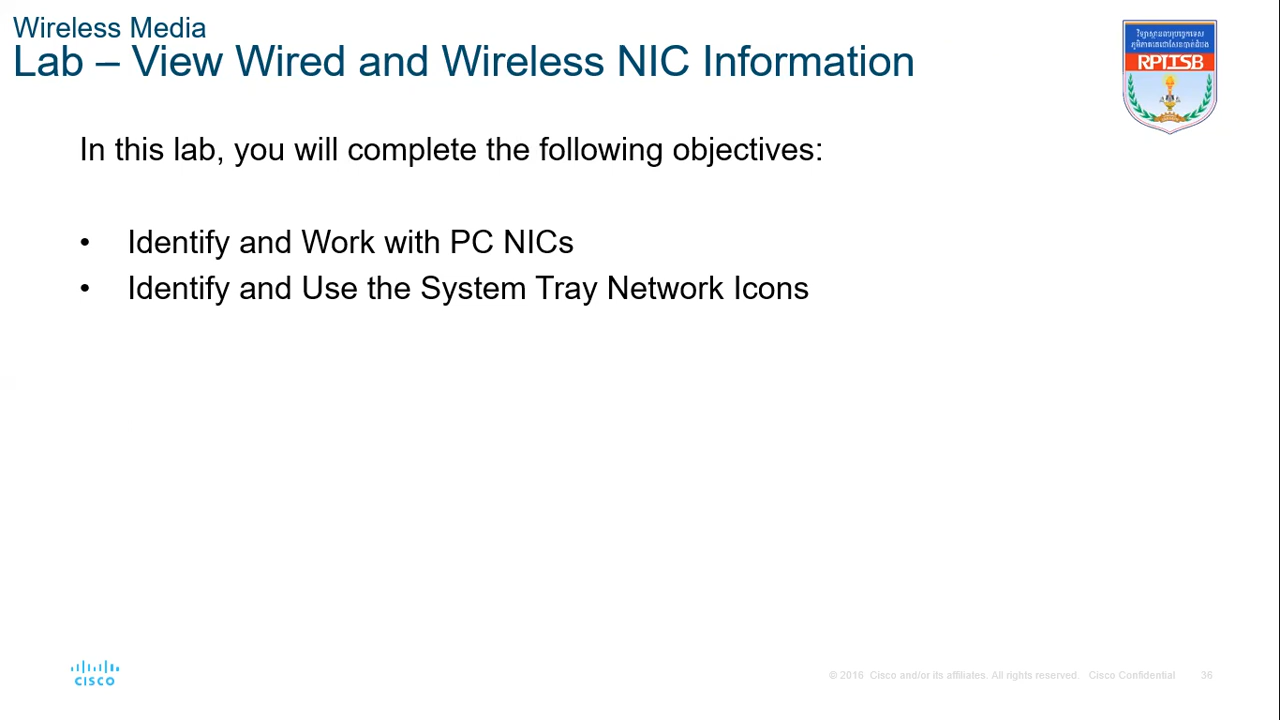 Wireless Media
Lab – View Wired and Wireless NIC Information
RPITSB
In this lab, you will complete the following objectives:
• Identify and Work with PC NICs
• Identify and Use the System Tray Network Icons
CISCO
© 2016 Cisco and/or its affiliates. All rights reserved. Cisco Confidential 36